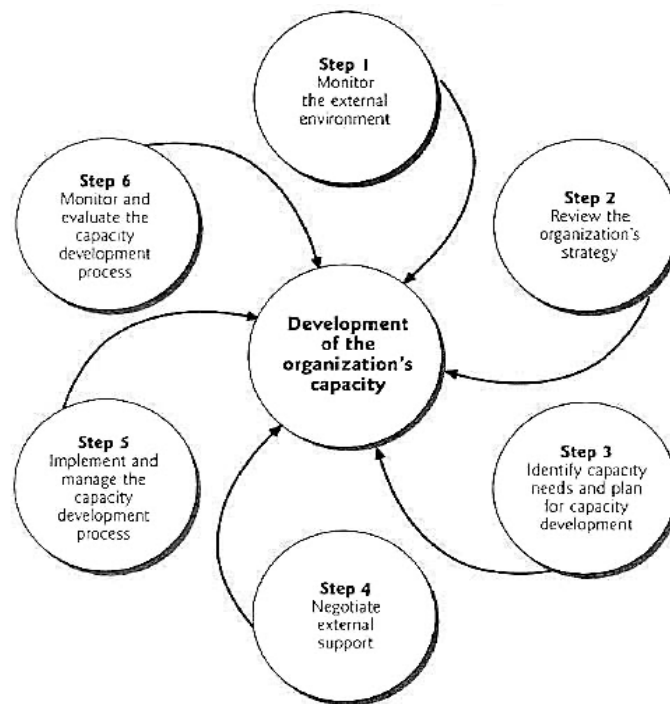 Step 1
Monitor
the external
environment
Step 2
Review the
organization's
strategy
Step 3
Identify capacity
needs and plan
for capacity
development
Step 4
Negotiate
external
support
Step 5
Implement and
manage the
capacity
development
process
Step 6
Monitor and
evaluate the
capacity
development
process
Development
of the
organization's
capacity